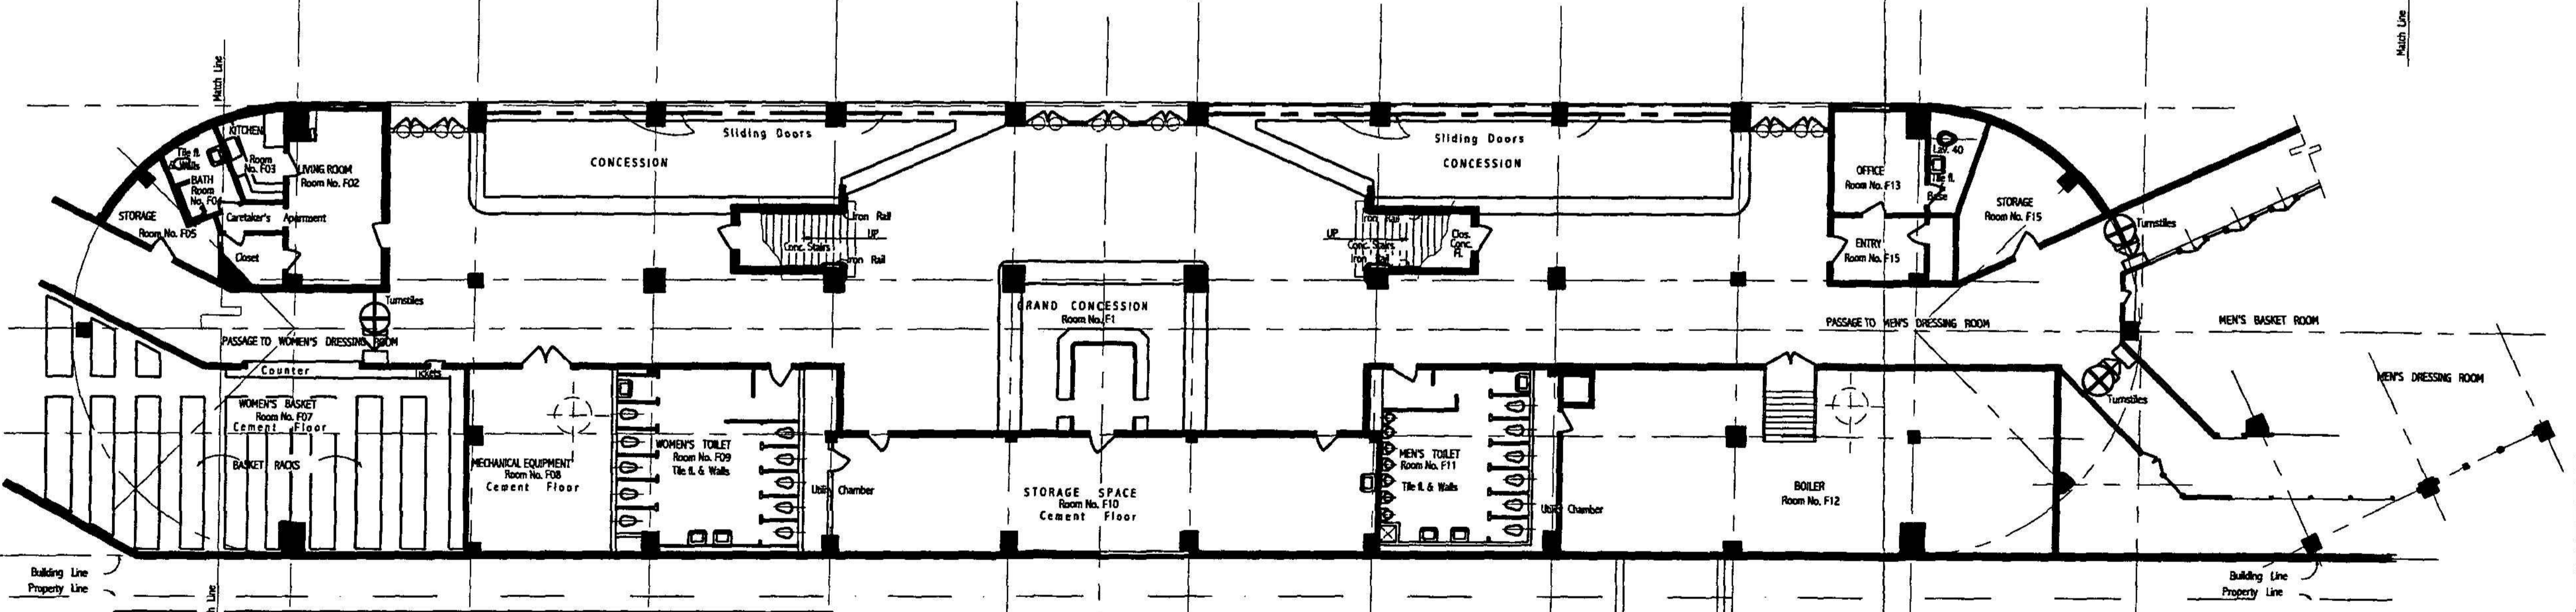 Match Line
Match Line
KITCHEN
Room
No. F03
Tile fl.
& Walls
BATH
Room
No. F04
LIVING ROOM
Room No. F02
STORAGE
Room No. F05
Caretaker's Apartment
Closet
CONCESSION
Sliding Doors
Iron Rail
UP
Conc. Stairs
Iron Rail
Sliding Doors
CONCESSION
Iron Rail
UP
Conc. Stairs
Iron Rail
Clos.
Conc.
Fl.
OFFICE
Room No. F13
Lav. 40
Tile fl.
Base
ENTRY
Room No. F15
STORAGE
Room No. F15
Turnstiles
Turnstiles
GRAND CONCESSION
Room No. F1
PASSAGE TO WOMEN'S DRESSING ROOM
PASSAGE TO MEN'S DRESSING ROOM
MEN'S BASKET ROOM
Counter
Tickets
MEN'S DRESSING ROOM
Turnstiles
WOMEN'S BASKET
Room No. F07
Cement Floor
BASKET RACKS
MECHANICAL EQUIPMENT
Room No. F08
Cement Floor
WOMEN'S TOILET
Room No. F09
Tile fl. & Walls
Utility Chamber
STORAGE SPACE
Room No. F10
Cement Floor
MEN'S TOILET
Room No. F11
Tile fl. & Walls
Utility Chamber
BOILER
Room No. F12
Building Line
Property Line
Line
Building Line
Property Line